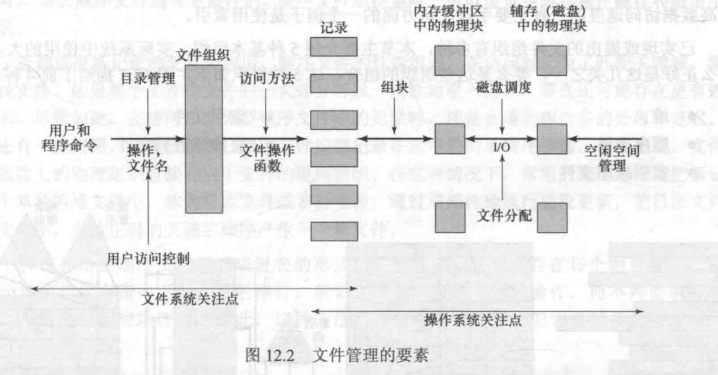 内存缓冲区
中的物理块
辅存（磁盘）
中的物理块
记录
文件组织
目录管理
访问方法
组块
磁盘调度
用户和
程序命令
操作，
文件名
文件操作
函数
I/O
空闲空间
管理
文件分配
用户访问控制
文件系统关注点
操作系统关注点
图 12.2 文件管理的要素